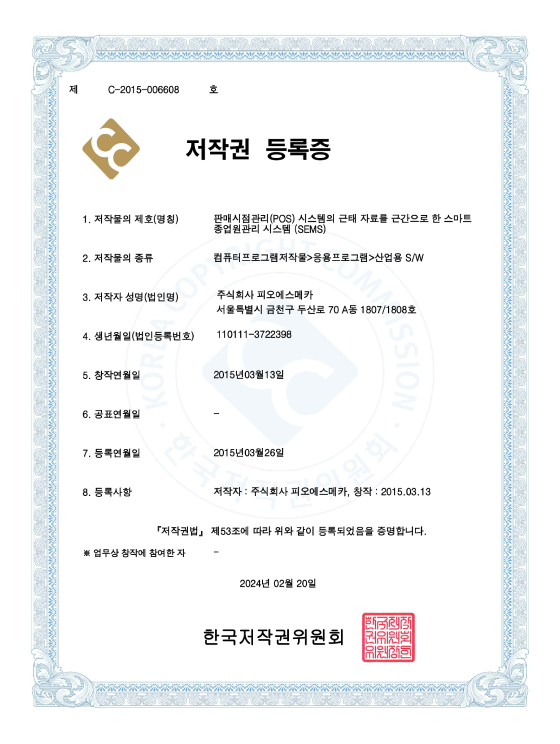 제 C-2015-006608 호
저작권 등록증
1. 저작물의 제호(명칭) 판매시점관리(POS) 시스템의 근태 자료를 근간으로 한 스마트
종업원관리 시스템 (SEMS)
2. 저작물의 종류 컴퓨터프로그램저작물>응용프로그램>산업용 S/W
3. 저작자 성명(법인명) 주식회사 피오에스메카
서울특별시 금천구 두산로 70 A동 1807/1808호
4. 생년월일(법인등록번호) 110111-3722398
5. 창작연월일 2015년03월13일
6. 공표연월일 -
7. 등록연월일 2015년03월26일
8. 등록사항 저작자 : 주식회사 피오에스메카, 창작 : 2015.03.13
『저작권법』 제53조에 따라 위와 같이 등록되었음을 증명합니다.
※ 업무상 창작에 참여한 자 -
2024년 02월 20일
한국저작권위원회
KOREA COPYRIGHT COMMISSION
한국저작권위원회